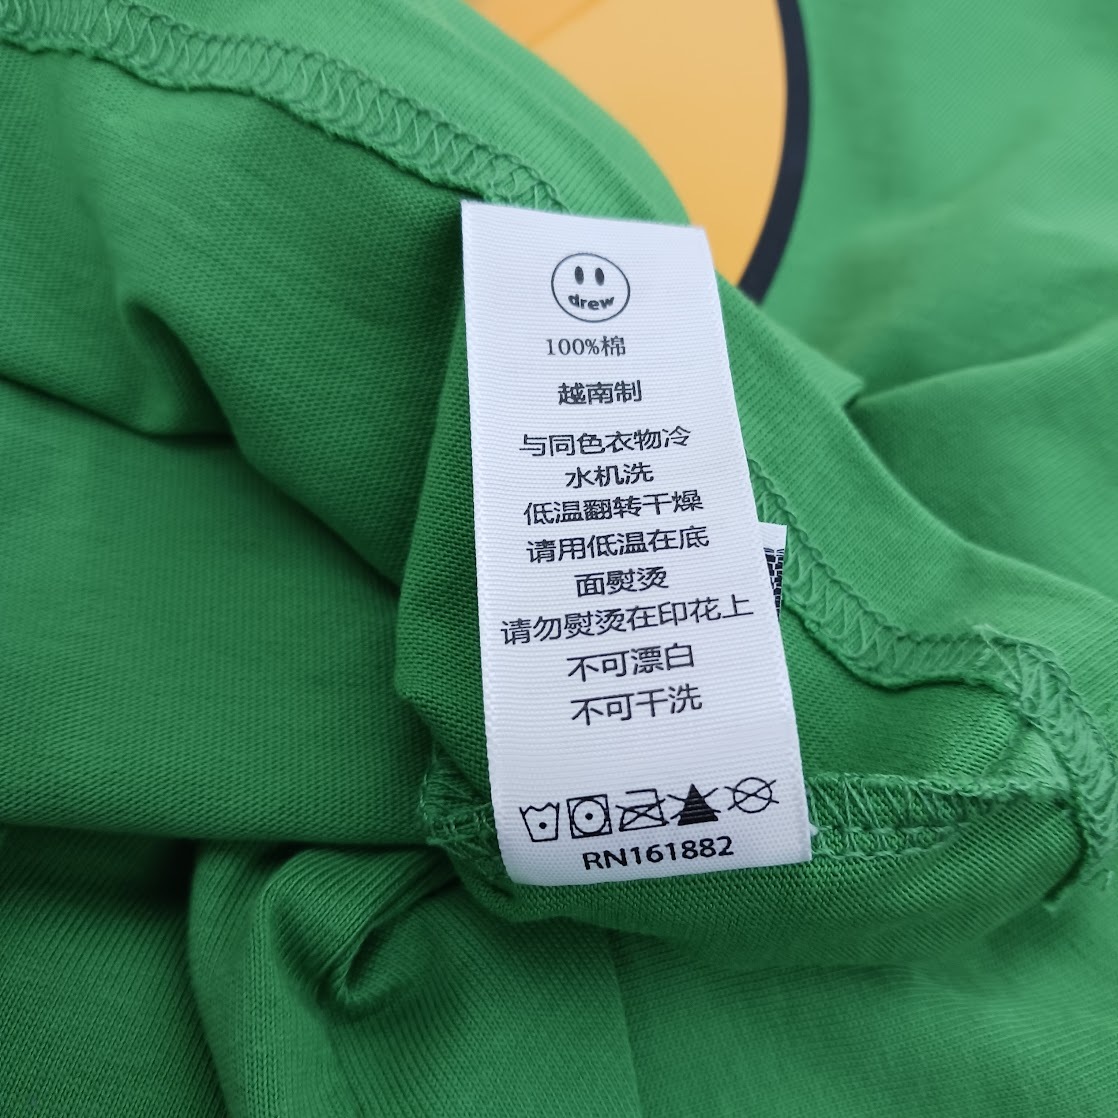 drew
100%棉
越南制
与同色衣物冷
水机洗
低温翻转干燥
请用低温在底
面熨烫
请勿熨烫在印花上
不可漂白
不可干洗
RN161882